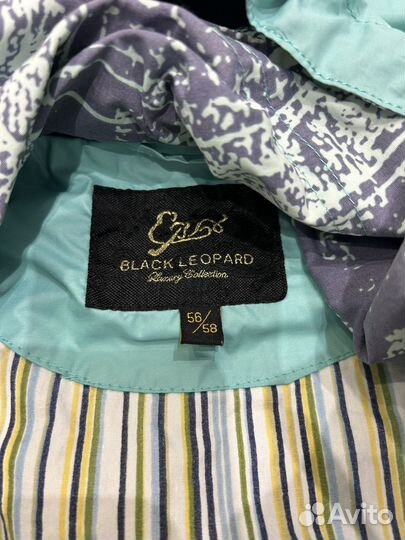 BLACK LEOPARD
Luxury Collection
56/58
Avito